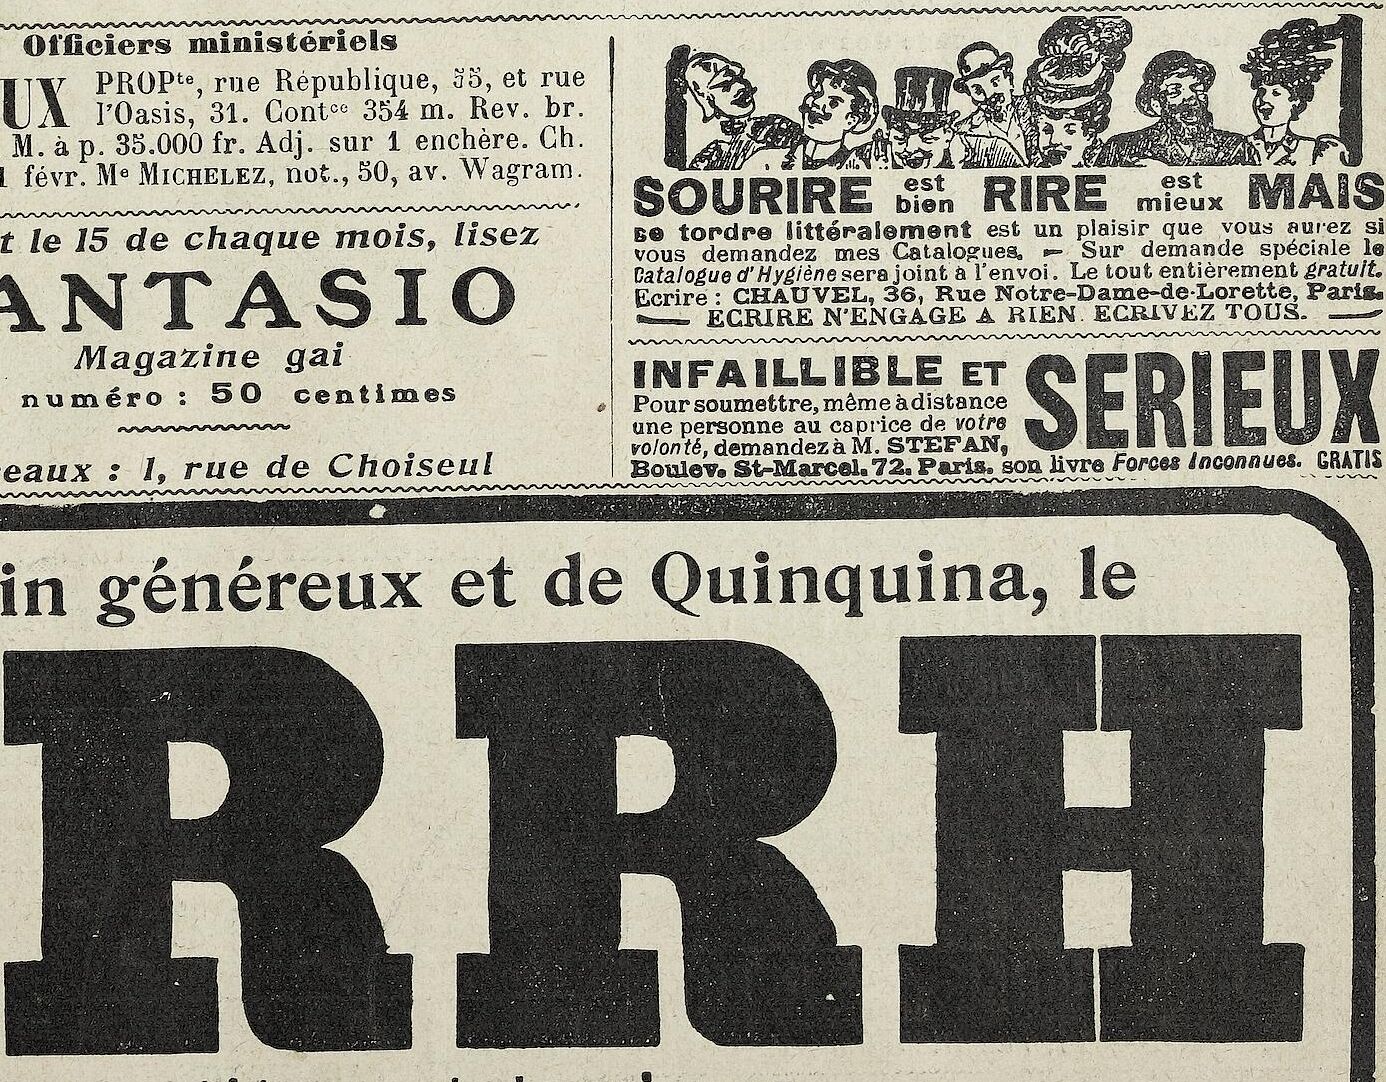 Officiers ministériels
UX PROPte, rue République, 35, et rue
l'Oasis, 31. Contce 354 m. Rev. br.
M. à p. 35.000 fr. Adj. sur 1 enchère. Ch.
1 févr. Me MICHELEZ, not., 50, av. Wagram.
t le 15 de chaque mois, lisez
ANTASIO
Magazine gai
numéro : 50 centimes
eaux : 1, rue de Choiseul
SOURIRE est bien RIRE est mieux MAIS
se tordre littéralement est un plaisir que vous aurez si
vous demandez mes Catalogues. — Sur demande spéciale le
Catalogue d'Hygiène sera joint à l'envoi. Le tout entièrement gratuit.
Ecrire : CHAUVEL, 36, Rue Notre-Dame-de-Lorette, Paris.
ECRIRE N'ENGAGE A RIEN. ECRIVEZ TOUS.
INFAILLIBLE ET SERIEUX
Pour soumettre, même à distance
une personne au caprice de votre
volonté, demandez à M. STEFAN,
Boulev. St-Marcel. 72. Paris. son livre Forces Inconnues. GRATIS
in généreux et de Quinquina, le
RRH